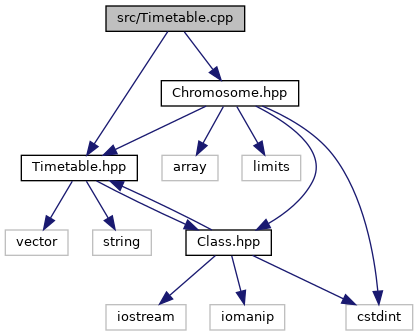 src/Timetable.cpp
Chromosome.hpp
Timetable.hpp
array
limits
vector
string
Class.hpp
iostream
iomanip
cstdint